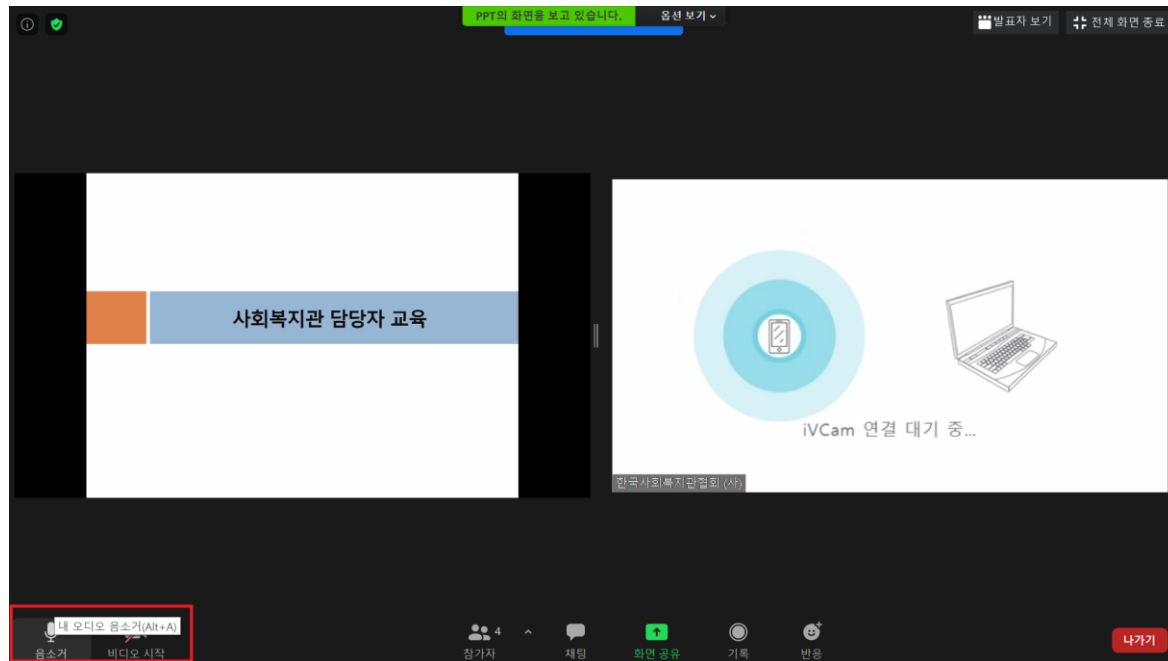 PPT의 화면을 보고 있습니다. 옵션 보기
발표자 보기 전체 화면 종료
사회복지관 담당자 교육
iVCam 연결 대기 중...
한국사회복지관협회 (사)
내 오디오 음소거(Alt+A)
4
음소거 비디오 시작 참가자 채팅 화면 공유 기록 반응 나가기